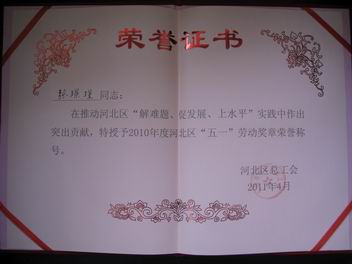 荣誉证书
张瑛瑛 同志：
在推动河北区“解难题、促发展、上水平”实践中作出
突出贡献，特授予2010年度河北区“五一”劳动奖章荣誉称
号。
河北区总工会
2011年4月